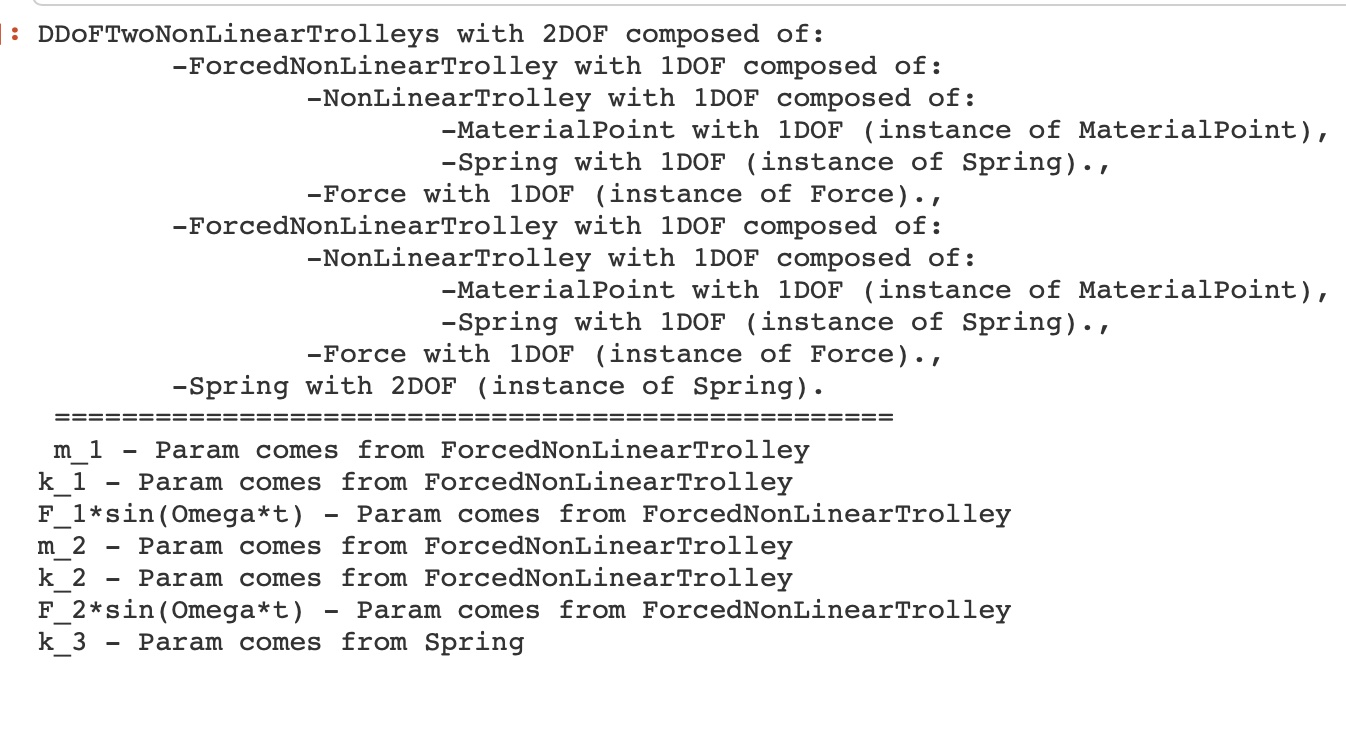 ]: DDoFTwoNonLinearTrolleys with 2DOF composed of:
-ForcedNonLinearTrolley with 1DOF composed of:
-NonLinearTrolley with 1DOF composed of:
-MaterialPoint with 1DOF (instance of MaterialPoint),
-Spring with 1DOF (instance of Spring).,
-Force with 1DOF (instance of Force).,
-ForcedNonLinearTrolley with 1DOF composed of:
-NonLinearTrolley with 1DOF composed of:
-MaterialPoint with 1DOF (instance of MaterialPoint),
-Spring with 1DOF (instance of Spring).,
-Force with 1DOF (instance of Force).,
-Spring with 2DOF (instance of Spring).
==================================================
m_1 - Param comes from ForcedNonLinearTrolley
k_1 - Param comes from ForcedNonLinearTrolley
F_1*sin(Omega*t) - Param comes from ForcedNonLinearTrolley
m_2 - Param comes from ForcedNonLinearTrolley
k_2 - Param comes from ForcedNonLinearTrolley
F_2*sin(Omega*t) - Param comes from ForcedNonLinearTrolley
k_3 - Param comes from Spring